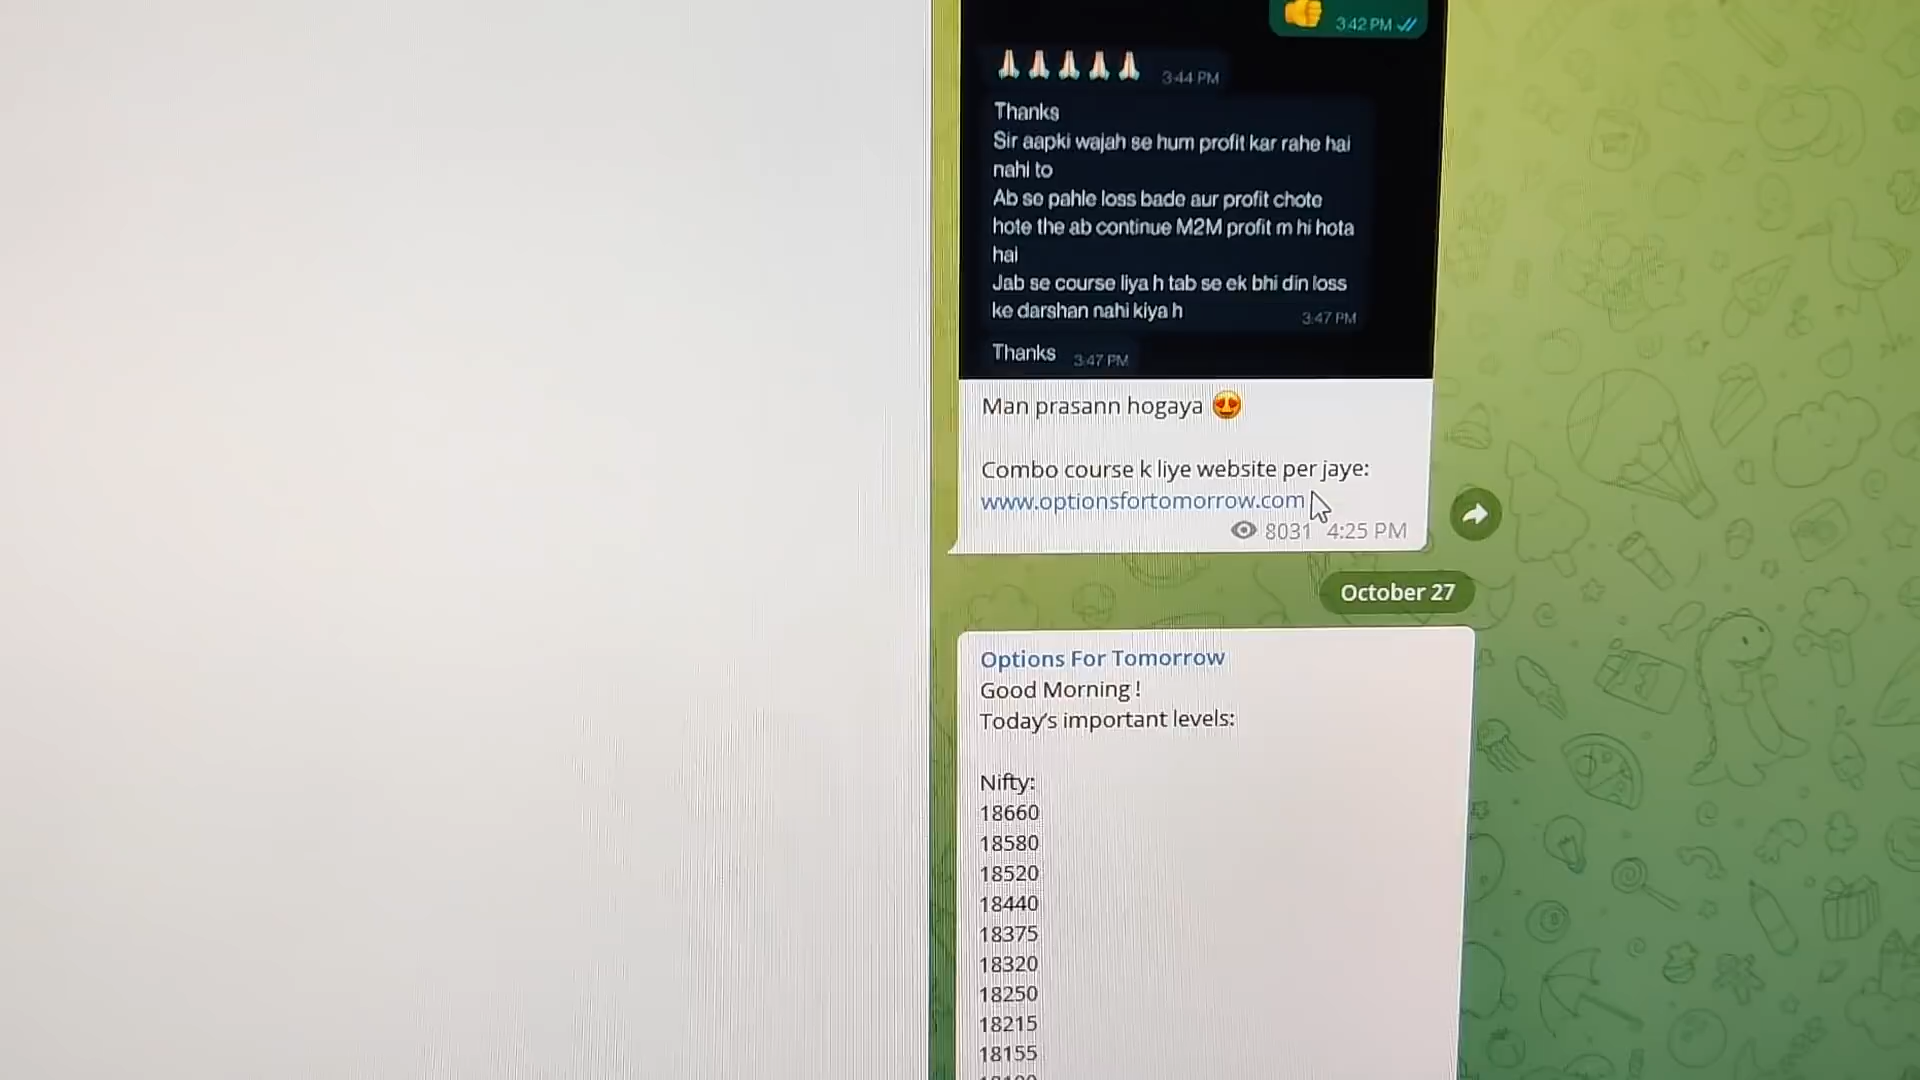 3:42 PM
3:44 PM
Thanks
Sir aapki wajah se hum profit kar rahe hai
nahi to
Ab se pahle loss bade aur profit chote
hote the ab continue M2M profit m hi hota
hai
Jab se course liya h tab se ek bhi din loss
ke darshan nahi kiya h
3:47 PM
Thanks 3:47 PM
Man prasann hogaya 😍
Combo course k liye website per jaye:
www.optionsfortomorrow.com
8031 4:25 PM
October 27
Options For Tomorrow
Good Morning !
Today's important levels:
Nifty:
18660
18580
18520
18440
18375
18320
18250
18215
18155